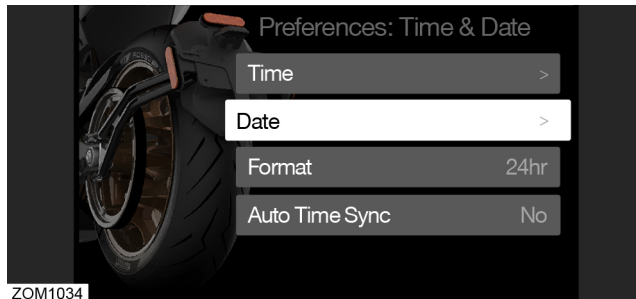 Preferences: Time & Date
Time >
Date >
Format 24hr
Auto Time Sync No
ZOM1034